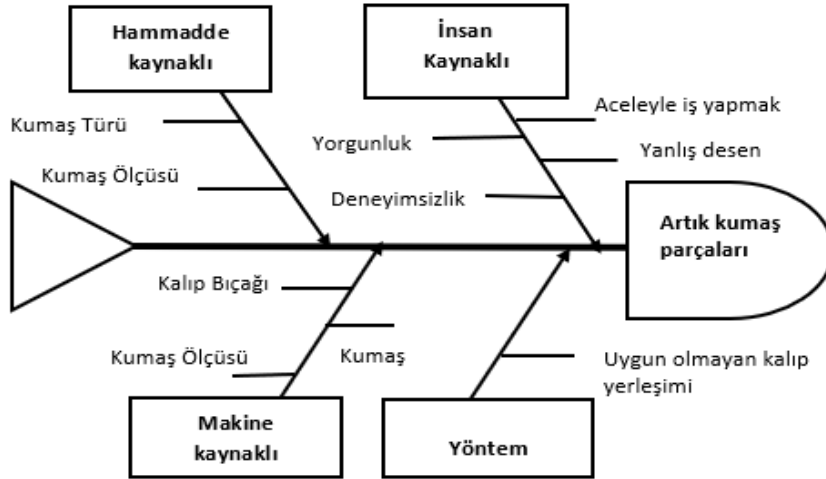 Hammadde
kaynaklı
İnsan
Kaynaklı
Kumaş Türü
Kumaş Ölçüsü
Aceleyle iş yapmak
Yorgunluk
Yanlış desen
Deneyimsizlik
Artık kumaş
parçaları
Kalıp Bıçağı
Kumaş Ölçüsü
Kumaş
Uygun olmayan kalıp
yerleşimi
Makine
kaynaklı
Yöntem